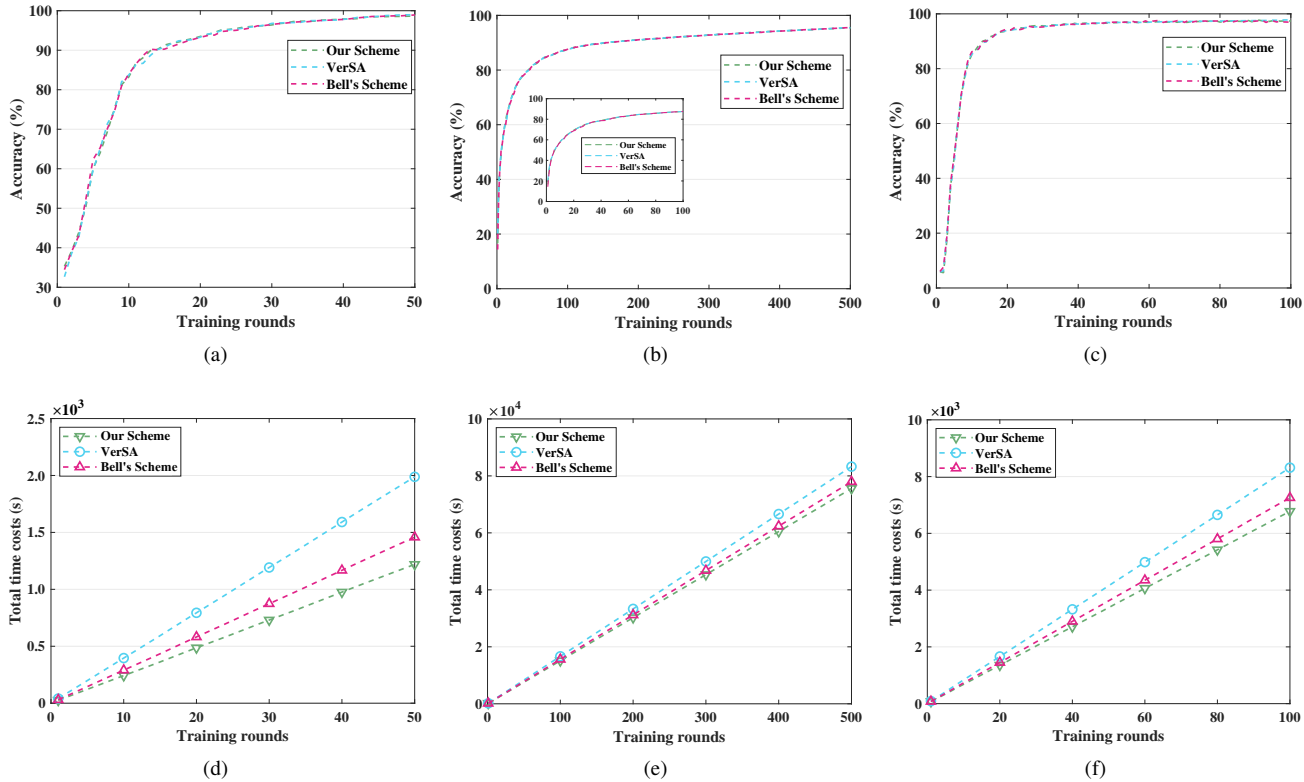 100
90
80
70
60
50
40
30
0 10 20 30 40 50
Accuracy (%)
Training rounds
Our Scheme
VerSA
Bell's Scheme
(a)
100
80
60
40
20
0
0 100 200 300 400 500
Accuracy (%)
Training rounds
Our Scheme
VerSA
Bell's Scheme
100
80
60
40
20
0
0 20 40 60 80 100
Our Scheme
VerSA
Bell's Scheme
(b)
100
80
60
40
20
0
0 20 40 60 80 100
Accuracy (%)
Training rounds
Our Scheme
VerSA
Bell's Scheme
(c)
×10³
2.5
2.0
1.5
1.0
0.5
0
0 10 20 30 40 50
Total time costs (s)
Training rounds
Our Scheme
VerSA
Bell's Scheme
(d)
×10⁴
10
8
6
4
2
0
0 100 200 300 400 500
Total time costs (s)
Training rounds
Our Scheme
VerSA
Bell's Scheme
(e)
×10³
10
8
6
4
2
0
0 20 40 60 80 100
Total time costs (s)
Training rounds
Our Scheme
VerSA
Bell's Scheme
(f)